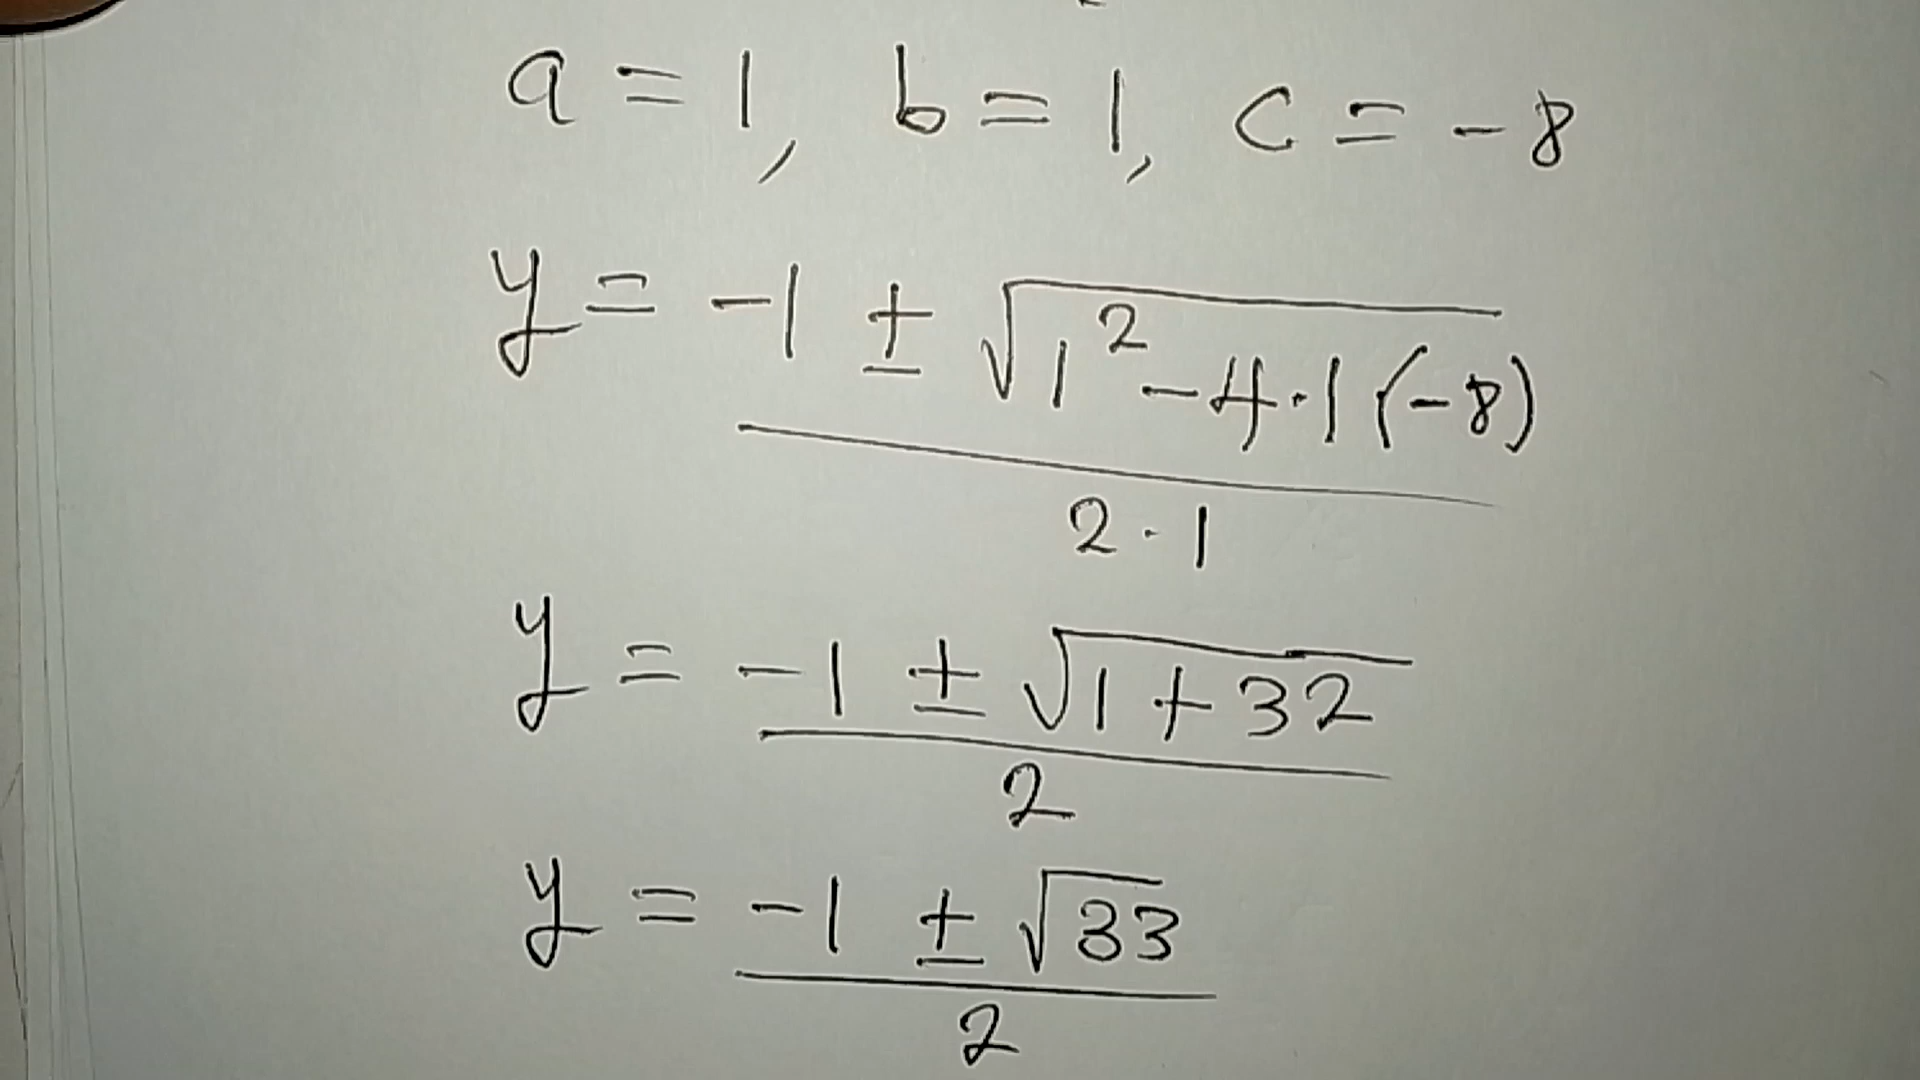 a = 1, b = 1, c = -8
y = -1 ± √1² - 4·1(-8)
2·1
y = -1 ± √1 + 32
2
y = -1 ± √33
2